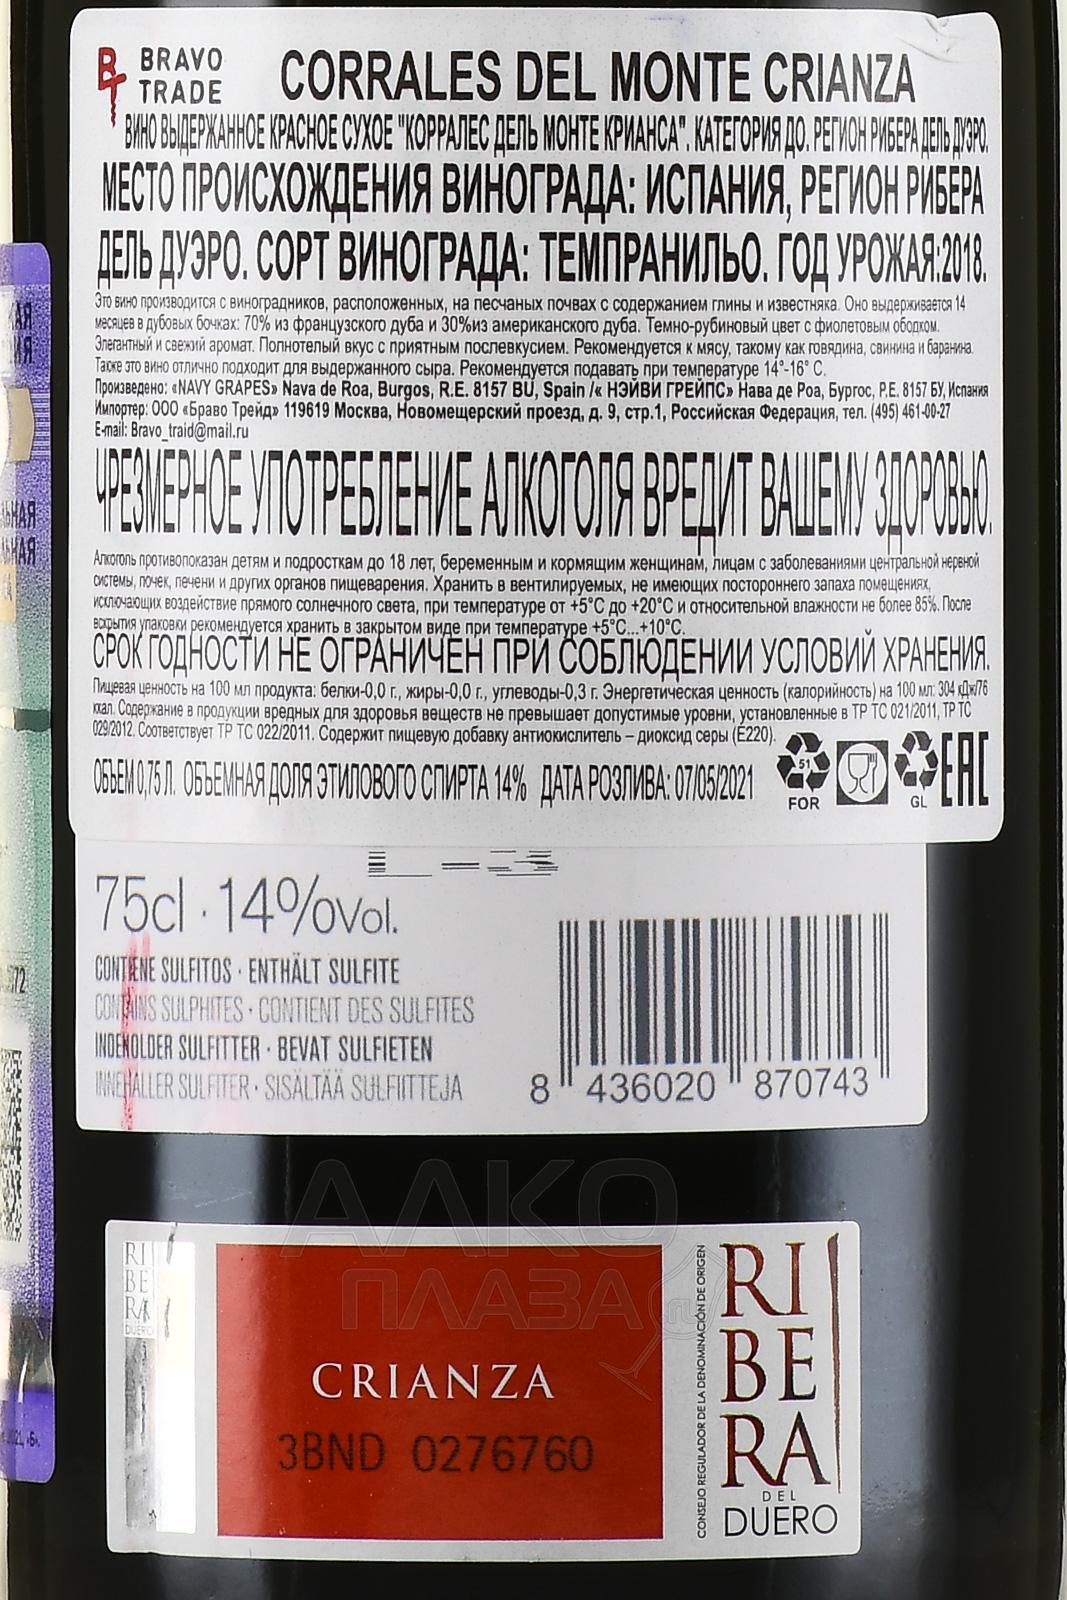 BRAVO
TRADE
CORRALES DEL MONTE CRIANZA
ВИНО ВЫДЕРЖАННОЕ КРАСНОЕ СУХОЕ "КОРРАЛЕС ДЕЛЬ МОНТЕ КРИАНСА". КАТЕГОРИЯ ДО. РЕГИОН РИБЕРА ДЕЛЬ ДУЭРО.
МЕСТО ПРОИСХОЖДЕНИЯ ВИНОГРАДА: ИСПАНИЯ, РЕГИОН РИБЕРА
ДЕЛЬ ДУЭРО. СОРТ ВИНОГРАДА: ТЕМПРАНИЛЬО. ГОД УРОЖАЯ:2018.
Это вино производится с виноградников, расположенных, на песчаных почвах с содержанием глины и известняка. Оно выдерживается 14
месяцев в дубовых бочках: 70% из французского дуба и 30%из американского дуба. Темно-рубиновый цвет с фиолетовым ободком.
Элегантный и свежий аромат. Полнотелый вкус с приятным послевкусием. Рекомендуется к мясу, такому как говядина, свинина и баранина.
Также это вино отлично подходит для выдержанного сыра. Рекомендуется подавать при температуре 14°-16° С.
Произведено: «NAVY GRAPES» Nava de Roa, Burgos, R.E. 8157 BU, Spain /« НЭЙВИ ГРЕЙПС» Нава де Роа, Бургос, Р.Е. 8157 БУ, Испания
Импортер: ООО «Браво Трейд» 119619 Москва, Новомещерский проезд, д. 9, стр.1, Российская Федерация, тел. (495) 461-00-27
E-mail: Bravo_traid@mail.ru
ЧРЕЗМЕРНОЕ УПОТРЕБЛЕНИЕ АЛКОГОЛЯ ВРЕДИТ ВАШЕМУ ЗДОРОВЬЮ.
Алкоголь противопоказан детям и подросткам до 18 лет, беременным и кормящим женщинам, лицам с заболеваниями центральной нервной
системы, почек, печени и других органов пищеварения. Хранить в вентилируемых, не имеющих постороннего запаха помещениях,
исключающих воздействие прямого солнечного света, при температуре от +5°С до +20°С и относительной влажности не более 85%. После
вскрытия упаковки рекомендуется хранить в закрытом виде при температуре +5°С...+10°С.
СРОК ГОДНОСТИ НЕ ОГРАНИЧЕН ПРИ СОБЛЮДЕНИИ УСЛОВИЙ ХРАНЕНИЯ.
Пищевая ценность на 100 мл продукта: белки-0,0 г., жиры-0,0 г., углеводы-0,3 г. Энергетическая ценность (калорийность) на 100 мл: 304 кДж/76
ккал. Содержание в продукции вредных для здоровья веществ не превышает допустимые уровни, установленные в ТР ТС 021/2011, ТР ТС
029/2012. Соответствует ТР ТС 022/2011. Содержит пищевую добавку антиокислитель – диоксид серы (Е220).
ОБЪЕМ 0,75 Л. ОБЪЕМНАЯ ДОЛЯ ЭТИЛОВОГО СПИРТА 14% ДАТА РОЗЛИВА: 07/05/2021
51
FOR
GL
EAC
75cl · 14%Vol.
CONTIENE SULFITOS · ENTHÄLT SULFITE
CONTAINS SULPHITES · CONTIENT DES SULFITES
INDEHOLDER SULFITTER · BEVAT SULFIETEN
INNEHÅLLER SULFITER · SISÄLTÄÄ SULFIITTEJA
8 436020 870743
АЛКО
ПЛАЗА
.ru
RI
BE
RA
DUERO
CRIANZA
3BND 0276760
CONSEJO REGULADOR DE LA DENOMINACIÓN DE ORIGEN
RI
BE
RA
DEL
DUERO